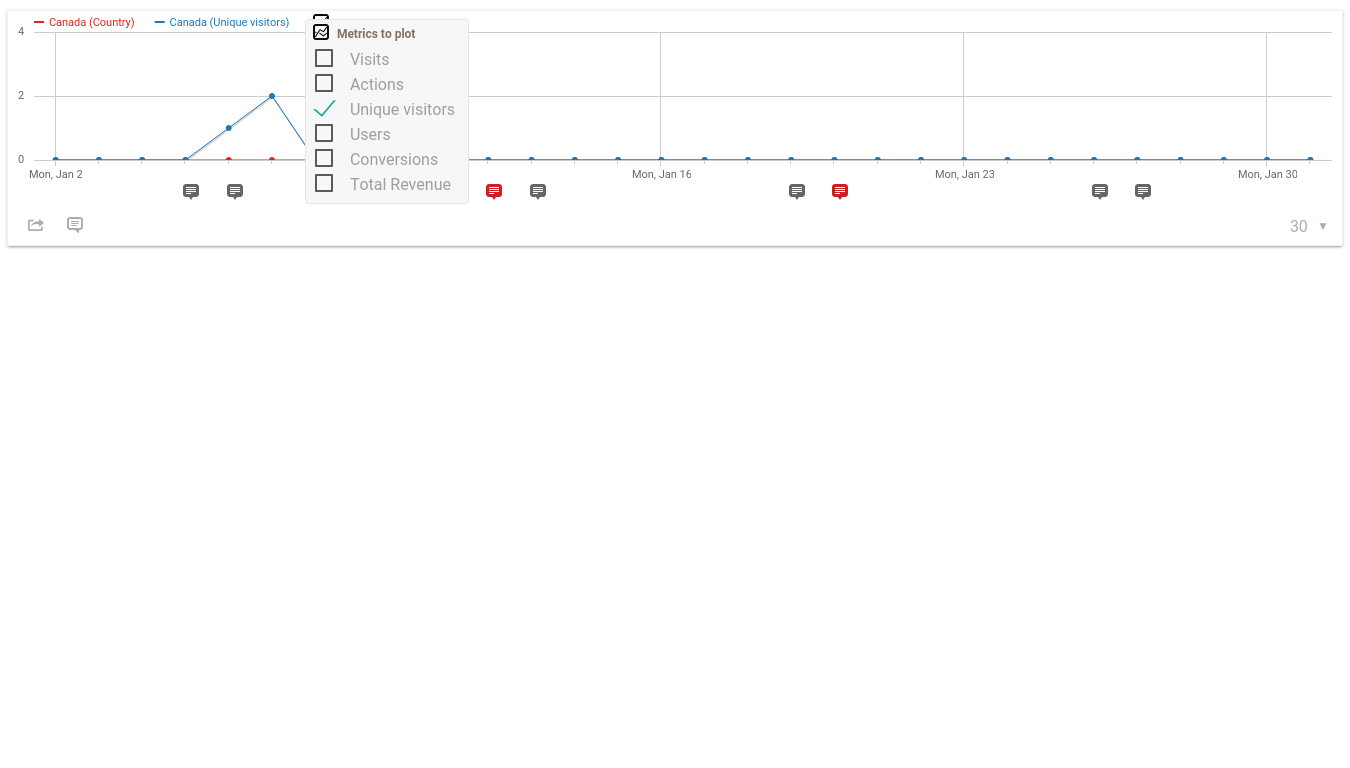 Canada (Country) Canada (Unique visitors)
Metrics to plot
Visits
Actions
Unique visitors
Users
Conversions
Total Revenue
4
2
0
Mon, Jan 2 Mon, Jan 16 Mon, Jan 23 Mon, Jan 30
30